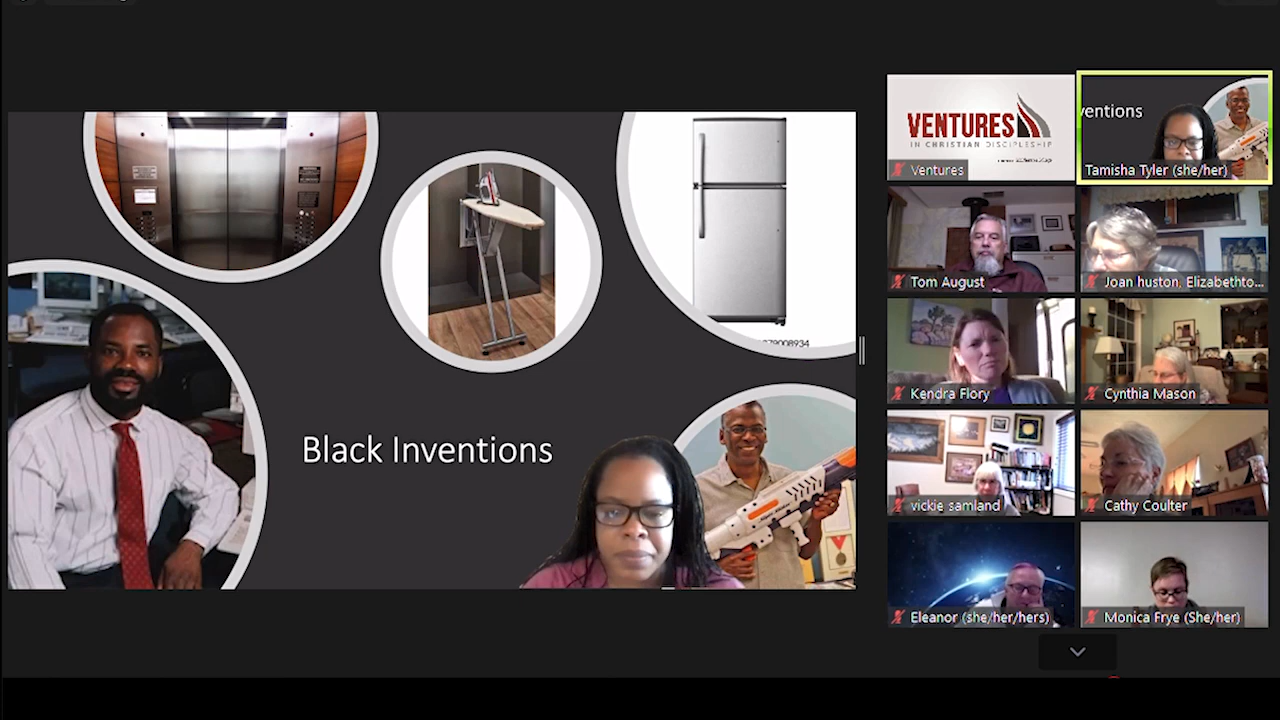 Black Inventions
79008934
VENTURES
IN CHRISTIAN DISCIPLESHIP
Ventures
ventions
Tamisha Tyler (she/her)
Tom August
Joan huston, Elizabethto...
Kendra Flory
Cynthia Mason
vickie samland
Cathy Coulter
Eleanor (she/her/hers)
Monica Frye (She/her)